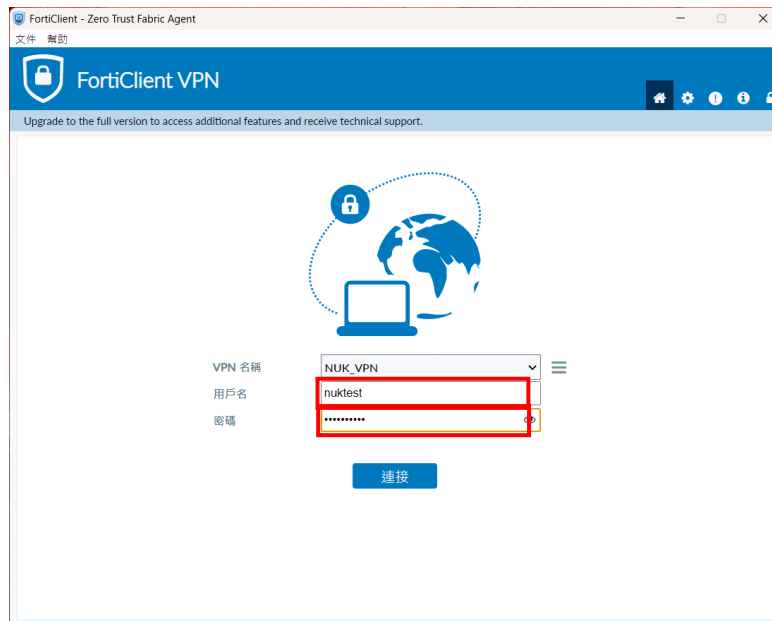 FortiClient - Zero Trust Fabric Agent
文件 幫助
FortiClient VPN
Upgrade to the full version to access additional features and receive technical support.
VPN 名稱 NUK_VPN
用戶名 nuktest
密碼 ••••••••••
連接